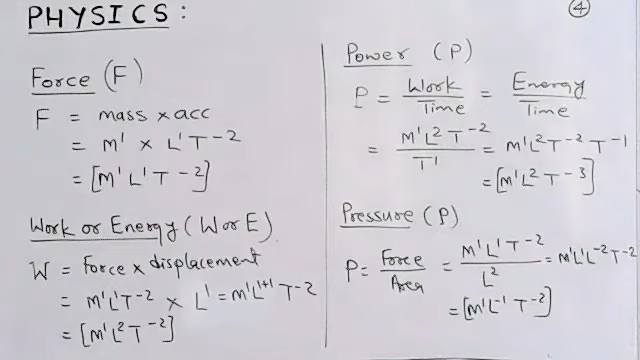 PHYSICS :
④
Force (F)
F = mass x acc
= M¹ x L¹T⁻²
= [M¹L¹T⁻²]
Work or Energy (W or E)
W = Force x displacement
= M¹L¹T⁻² x L¹ = M¹L¹⁺¹T⁻²
= [M¹L²T⁻²]
Power (P)
P = Work/Time = Energy/Time
= M¹L²T⁻²/T¹ = M¹L²T⁻²T⁻¹
= [M¹L²T⁻³]
Pressure (P)
P = Force/Area = M¹L¹T⁻²/L² = M¹L¹L⁻²T⁻²
= [M¹L⁻¹T⁻²]